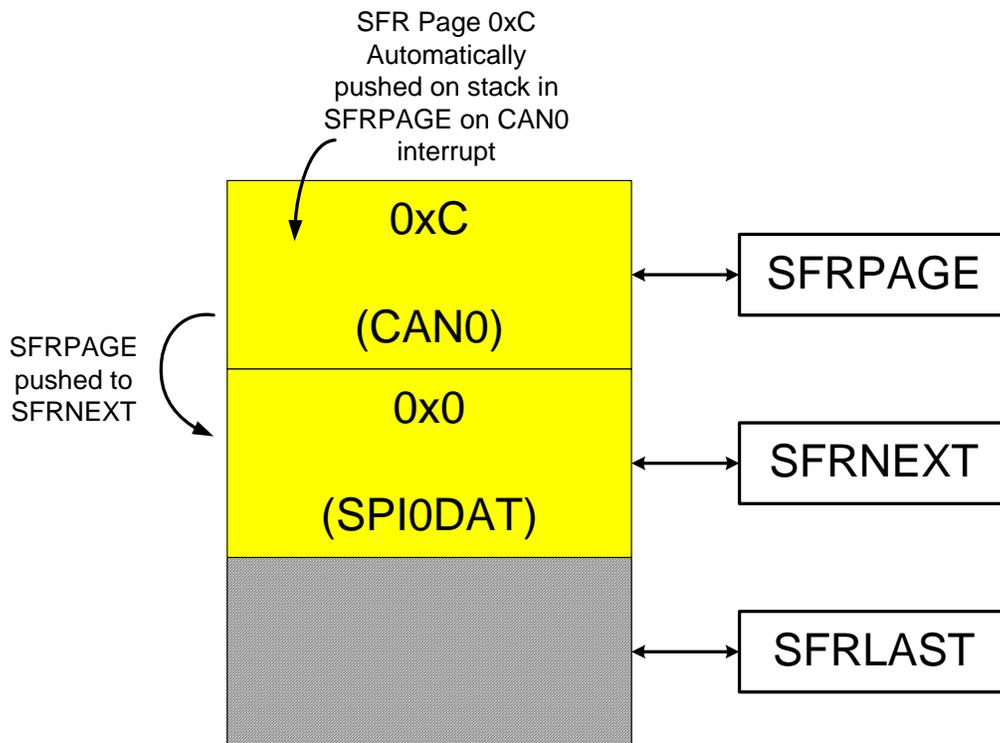 SFR Page 0xC
Automatically
pushed on stack in
SFRPAGE on CAN0
interrupt
0xC
(CAN0)
SFRPAGE
SFRPAGE
pushed to
SFRNEXT
0x0
(SPI0DAT)
SFRNEXT
SFRLAST